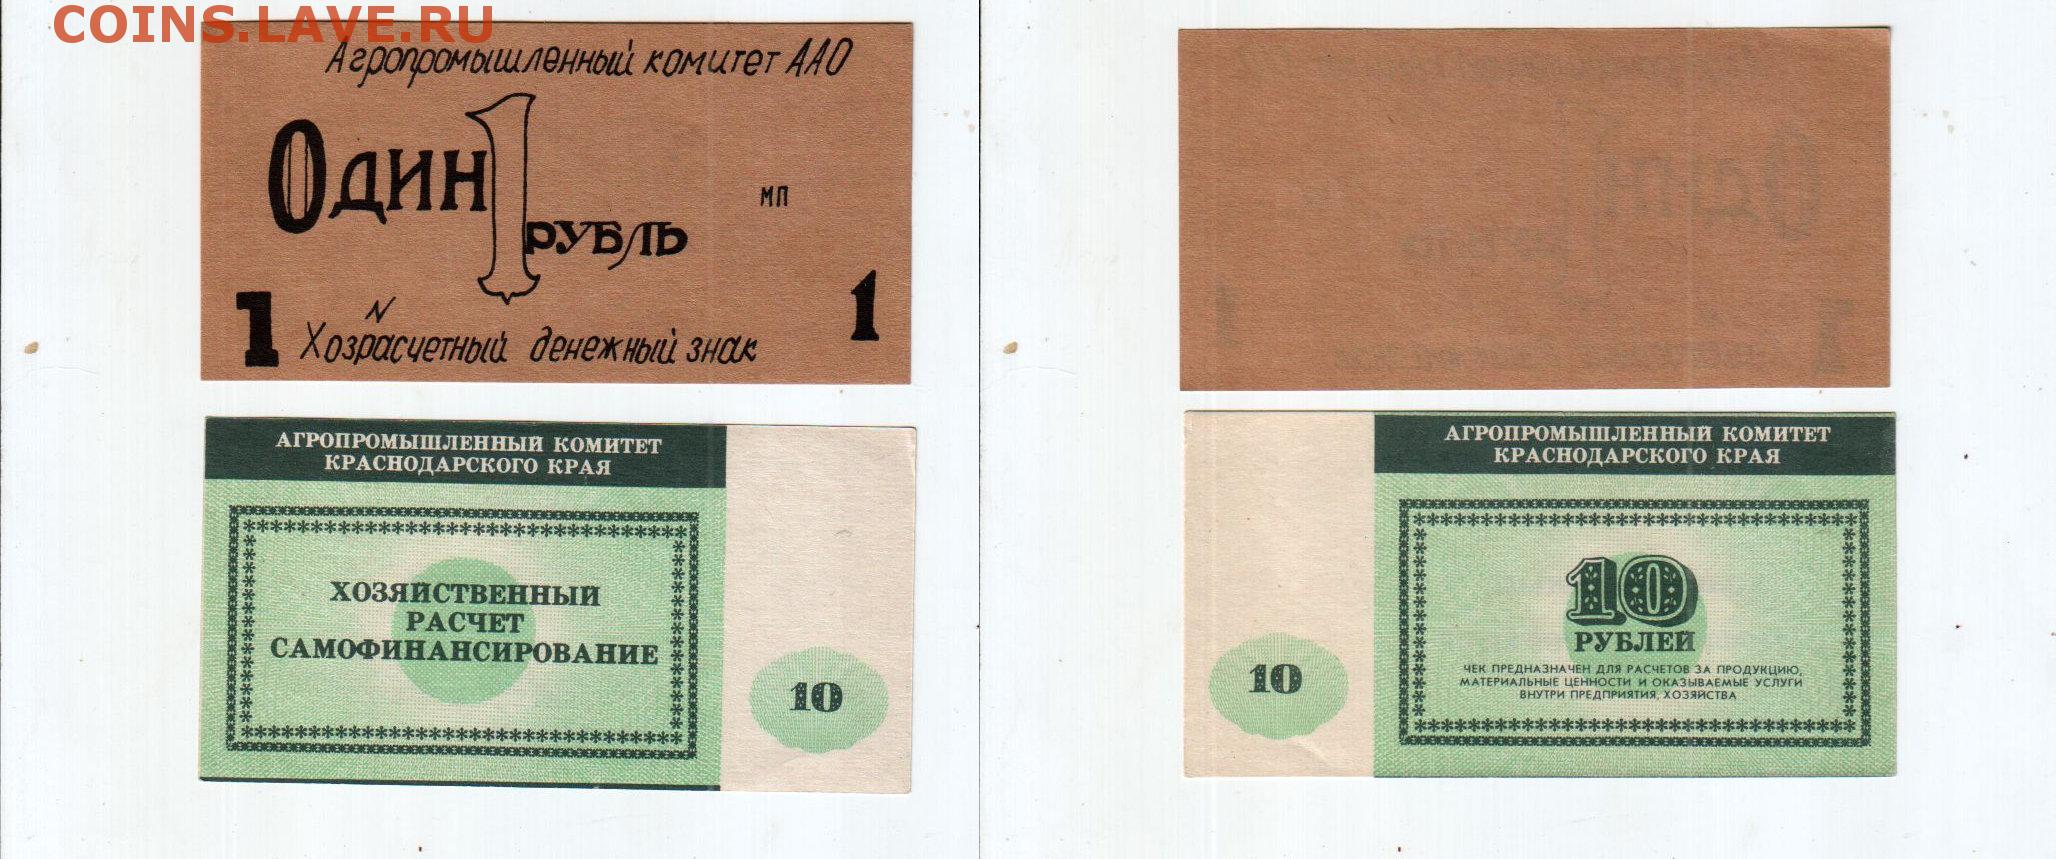 COINS.LAVE.RU
Агропромышленный комитет ААО
Один 1 рубль
МП
1
1
N
Хозрасчетный денежный знак
АГРОПРОМЫШЛЕННЫЙ КОМИТЕТ
КРАСНОДАРСКОГО КРАЯ
ХОЗЯЙСТВЕННЫЙ
РАСЧЕТ
САМОФИНАНСИРОВАНИЕ
10
АГРОПРОМЫШЛЕННЫЙ КОМИТЕТ
КРАСНОДАРСКОГО КРАЯ
10
РУБЛЕЙ
ЧЕК ПРЕДНАЗНАЧЕН ДЛЯ РАСЧЕТОВ ЗА ПРОДУКЦИЮ,
МАТЕРИАЛЬНЫЕ ЦЕННОСТИ И ОКАЗЫВАЕМЫЕ УСЛУГИ
ВНУТРИ ПРЕДПРИЯТИЯ, ХОЗЯЙСТВА
10